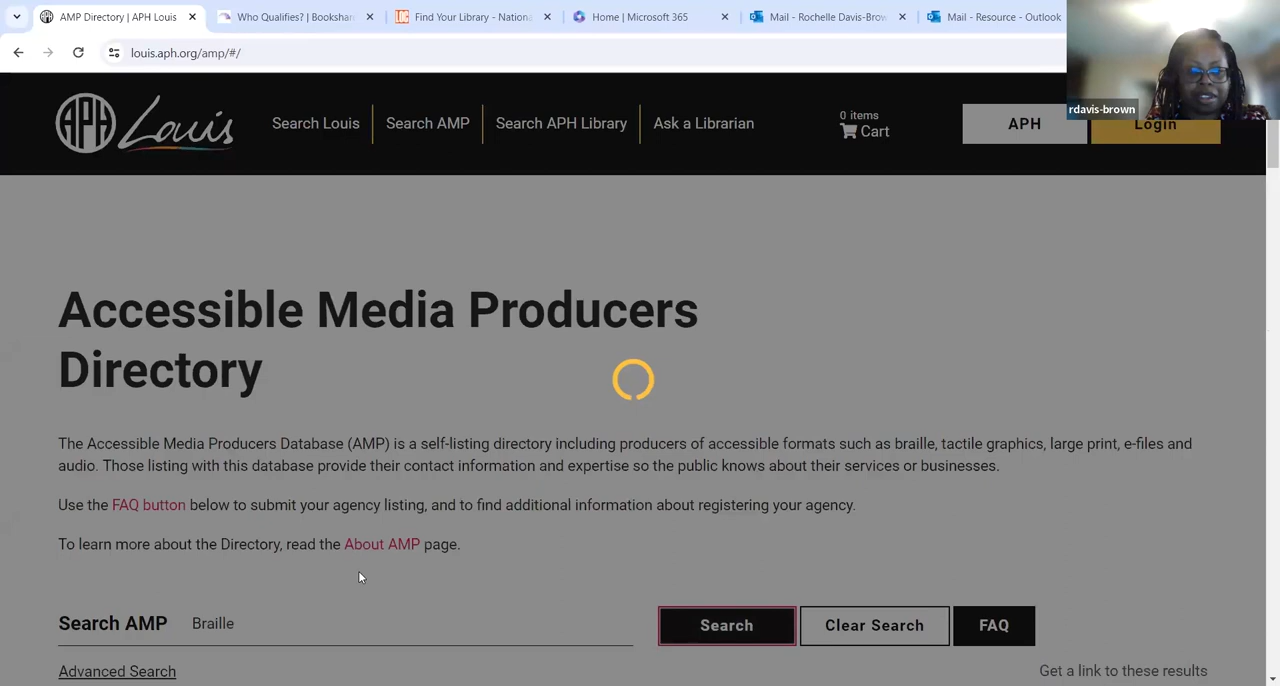 AMP Directory | APH Louis
Who Qualifies? | Bookshar
Find Your Library - Nationa
Home | Microsoft 365
Mail - Rochelle Davis-Brow
Mail - Resource - Outlook
louis.aph.org/amp/#/
rdavis-brown
APH Louis
Search Louis
Search AMP
Search APH Library
Ask a Librarian
0 items
Cart
APH
Login
Accessible Media Producers
Directory
The Accessible Media Producers Database (AMP) is a self-listing directory including producers of accessible formats such as braille, tactile graphics, large print, e-files and
audio. Those listing with this database provide their contact information and expertise so the public knows about their services or businesses.
Use the FAQ button below to submit your agency listing, and to find additional information about registering your agency.
To learn more about the Directory, read the About AMP page.
Search AMP Braille
Search
Clear Search
FAQ
Advanced Search
Get a link to these results